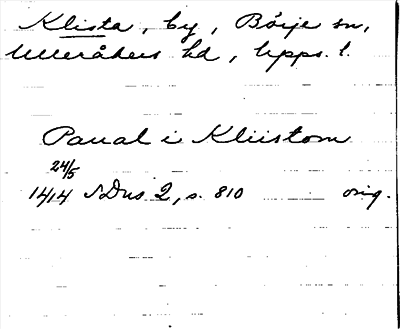 Klista, by, Börje sn,
Ulleråkers hd, Upps. l.
Paual i Kliistom
24/5
1414 SDns 2, s. 810 orig.